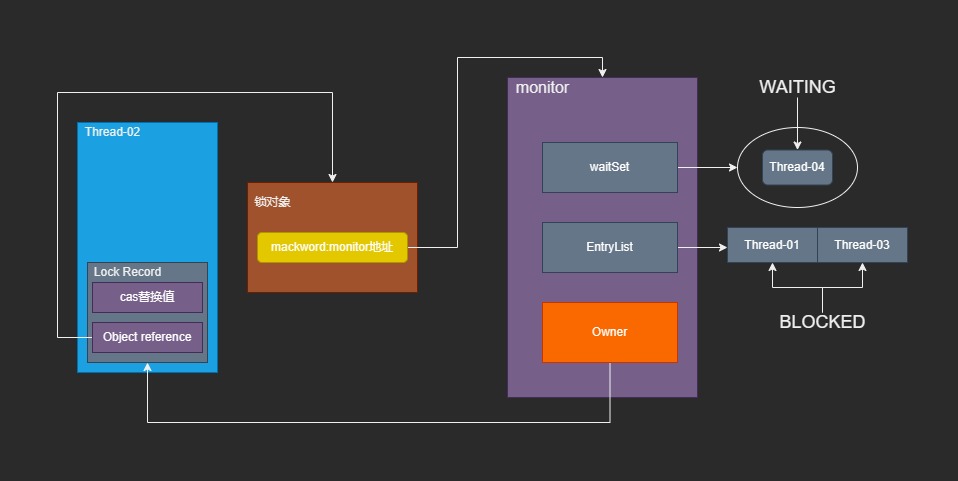 Thread-02
Lock Record
cas替换值
Object reference
锁对象
mackword:monitor地址
monitor
waitSet
EntryList
Owner
WAITING
Thread-04
Thread-01
Thread-03
BLOCKED